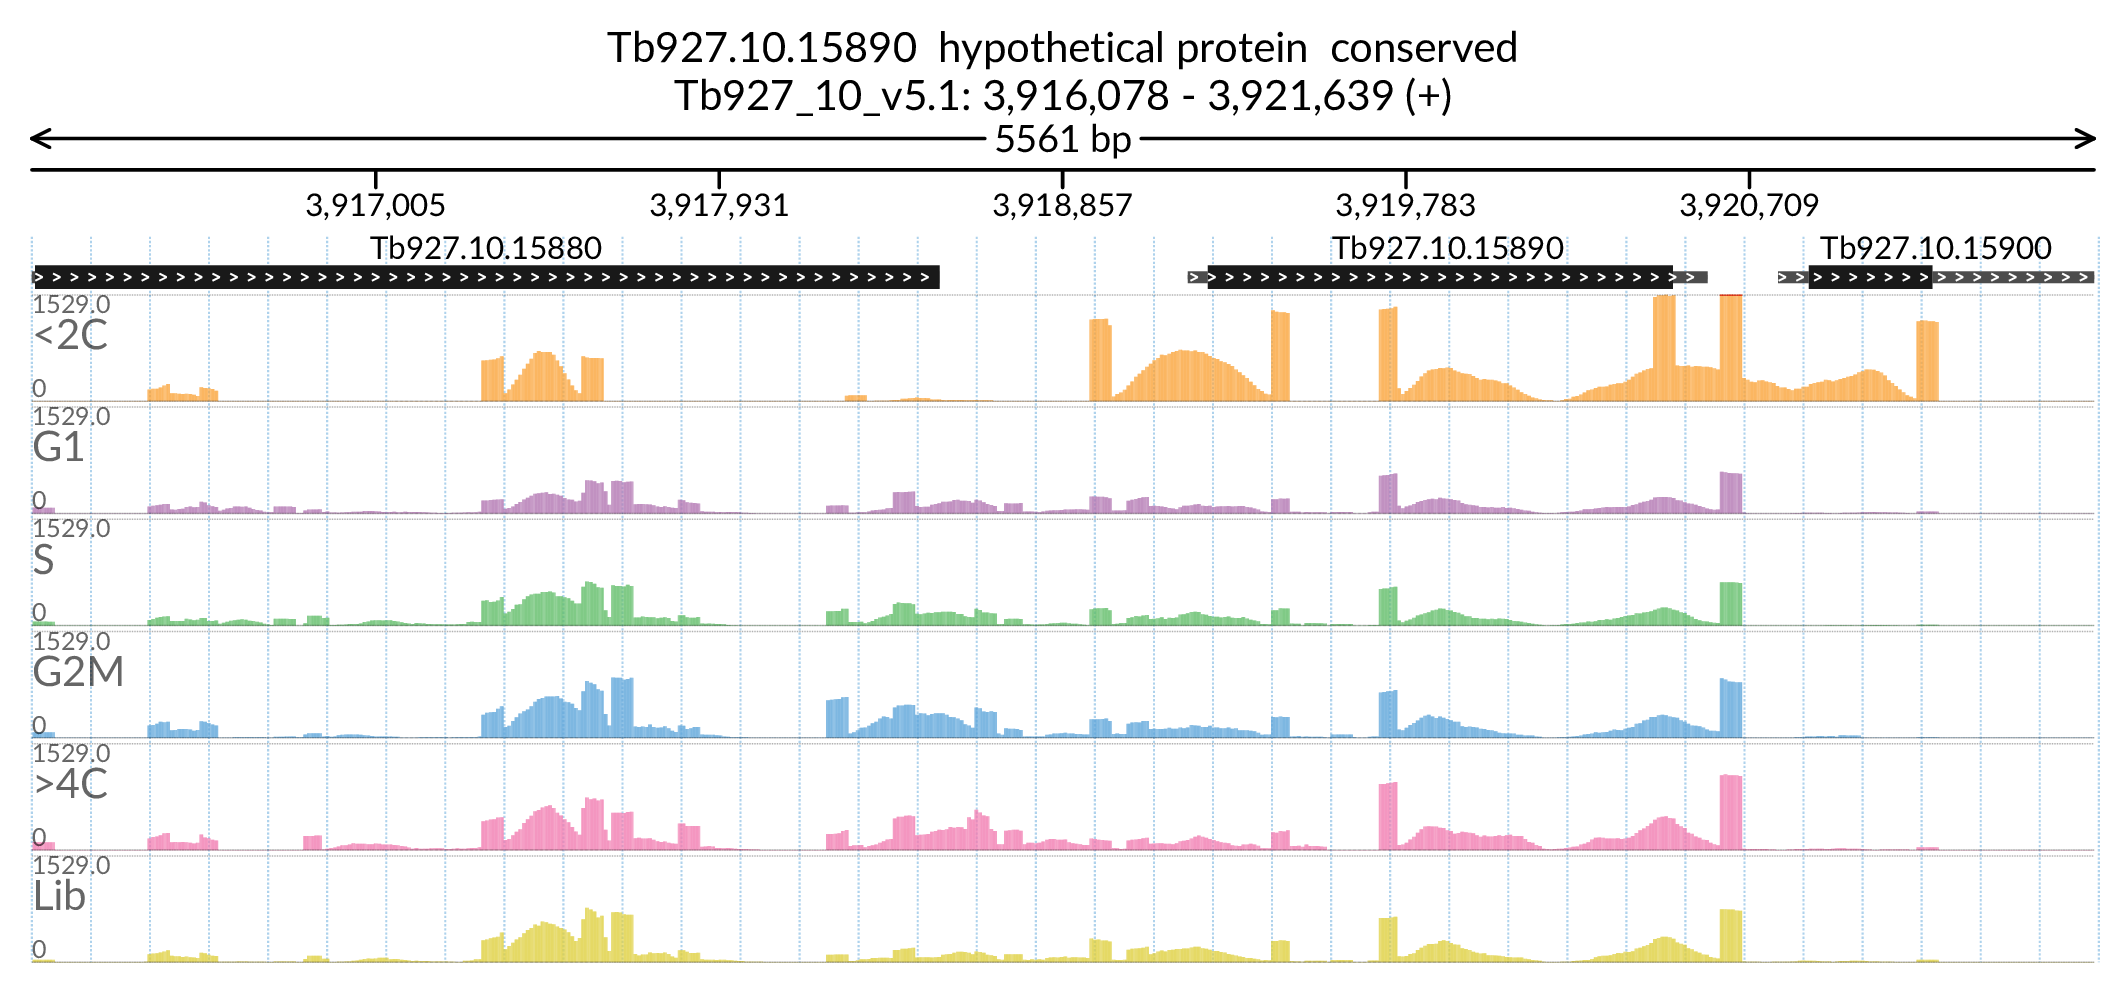 Tb927.10.15890  hypothetical protein  conserved
Tb927_10_v5.1: 3,916,078 - 3,921,639 (+)
5561 bp
3,917,005 3,917,931 3,918,857 3,919,783 3,920,709
Tb927.10.15880 Tb927.10.15890 Tb927.10.15900
1529.0
<2C
0
1529.0
G1
0
1529.0
S
0
1529.0
G2M
0
1529.0
>4C
0
1529.0
Lib
0